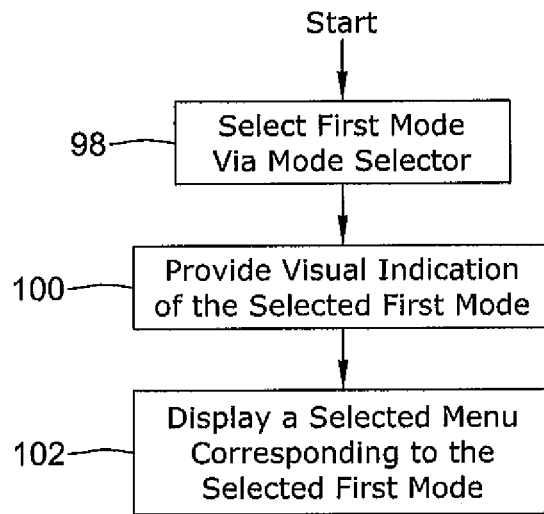 Start
98
Select First Mode
Via Mode Selector
100
Provide Visual Indication
of the Selected First Mode
102
Display a Selected Menu
Corresponding to the
Selected First Mode